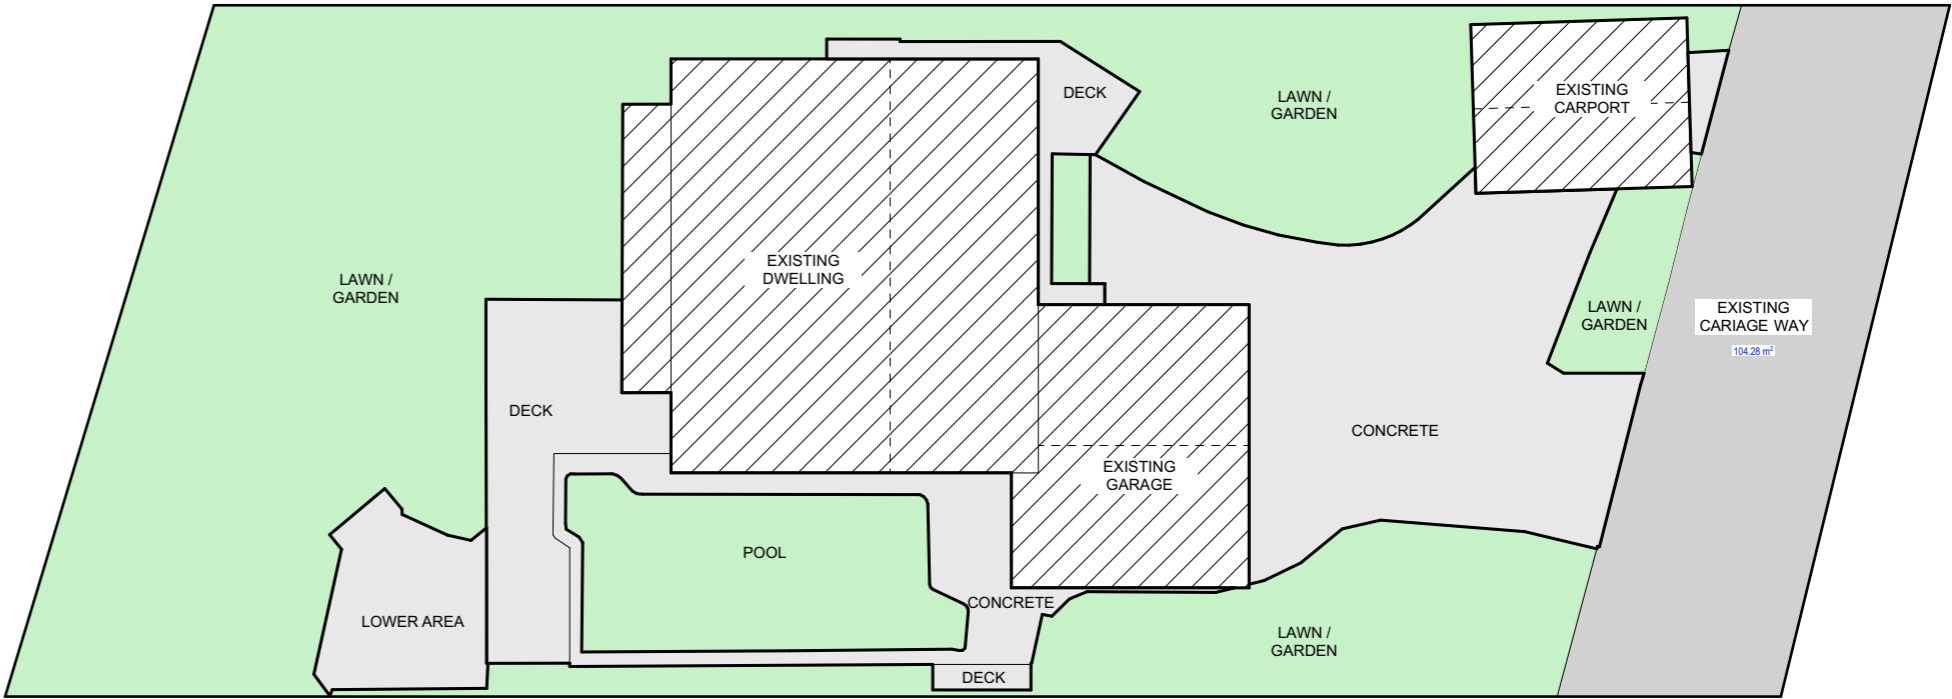 DECK
LAWN /
GARDEN
EXISTING
CARPORT
EXISTING
DWELLING
LAWN /
GARDEN
LAWN /
GARDEN
EXISTING
CARIAGE WAY
104.28 m²
DECK
CONCRETE
EXISTING
GARAGE
POOL
CONCRETE
LOWER AREA
LAWN /
GARDEN
DECK